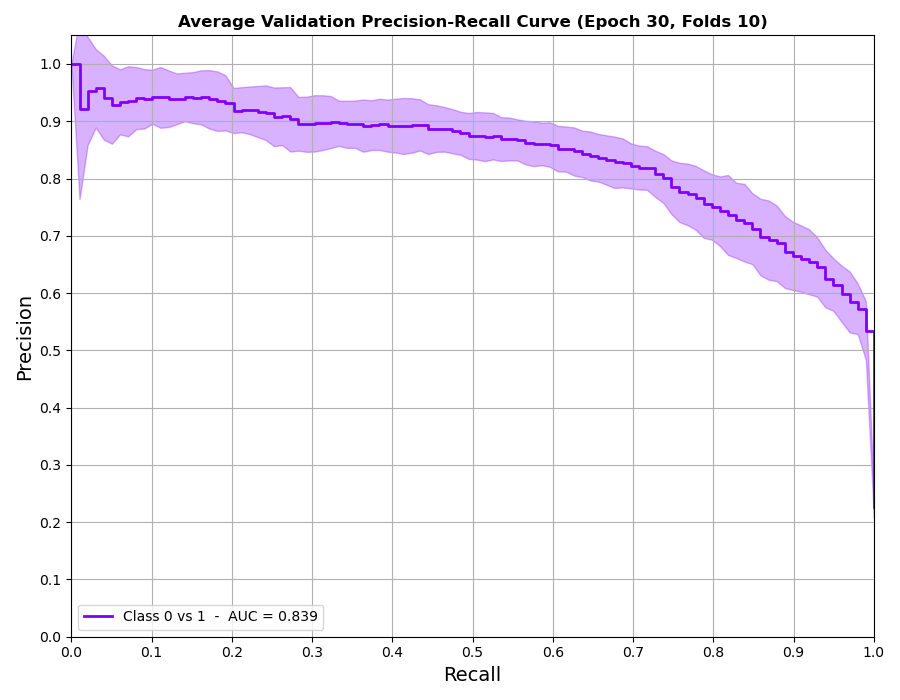 Average Validation Precision-Recall Curve (Epoch 30, Folds 10)
1.0
0.9
0.8
0.7
0.6
0.5
0.4
0.3
0.2
0.1
0.0
Precision
Class 0 vs 1 - AUC = 0.839
0.0 0.1 0.2 0.3 0.4 0.5 0.6 0.7 0.8 0.9 1.0
Recall